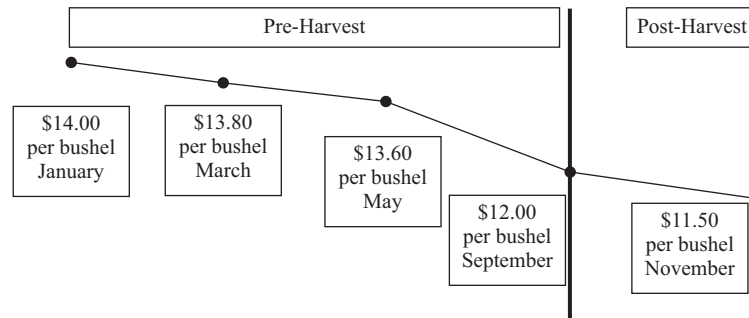 Pre-Harvest
Post-Harvest
$14.00
per bushel
January
$13.80
per bushel
March
$13.60
per bushel
May
$12.00
per bushel
September
$11.50
per bushel
November